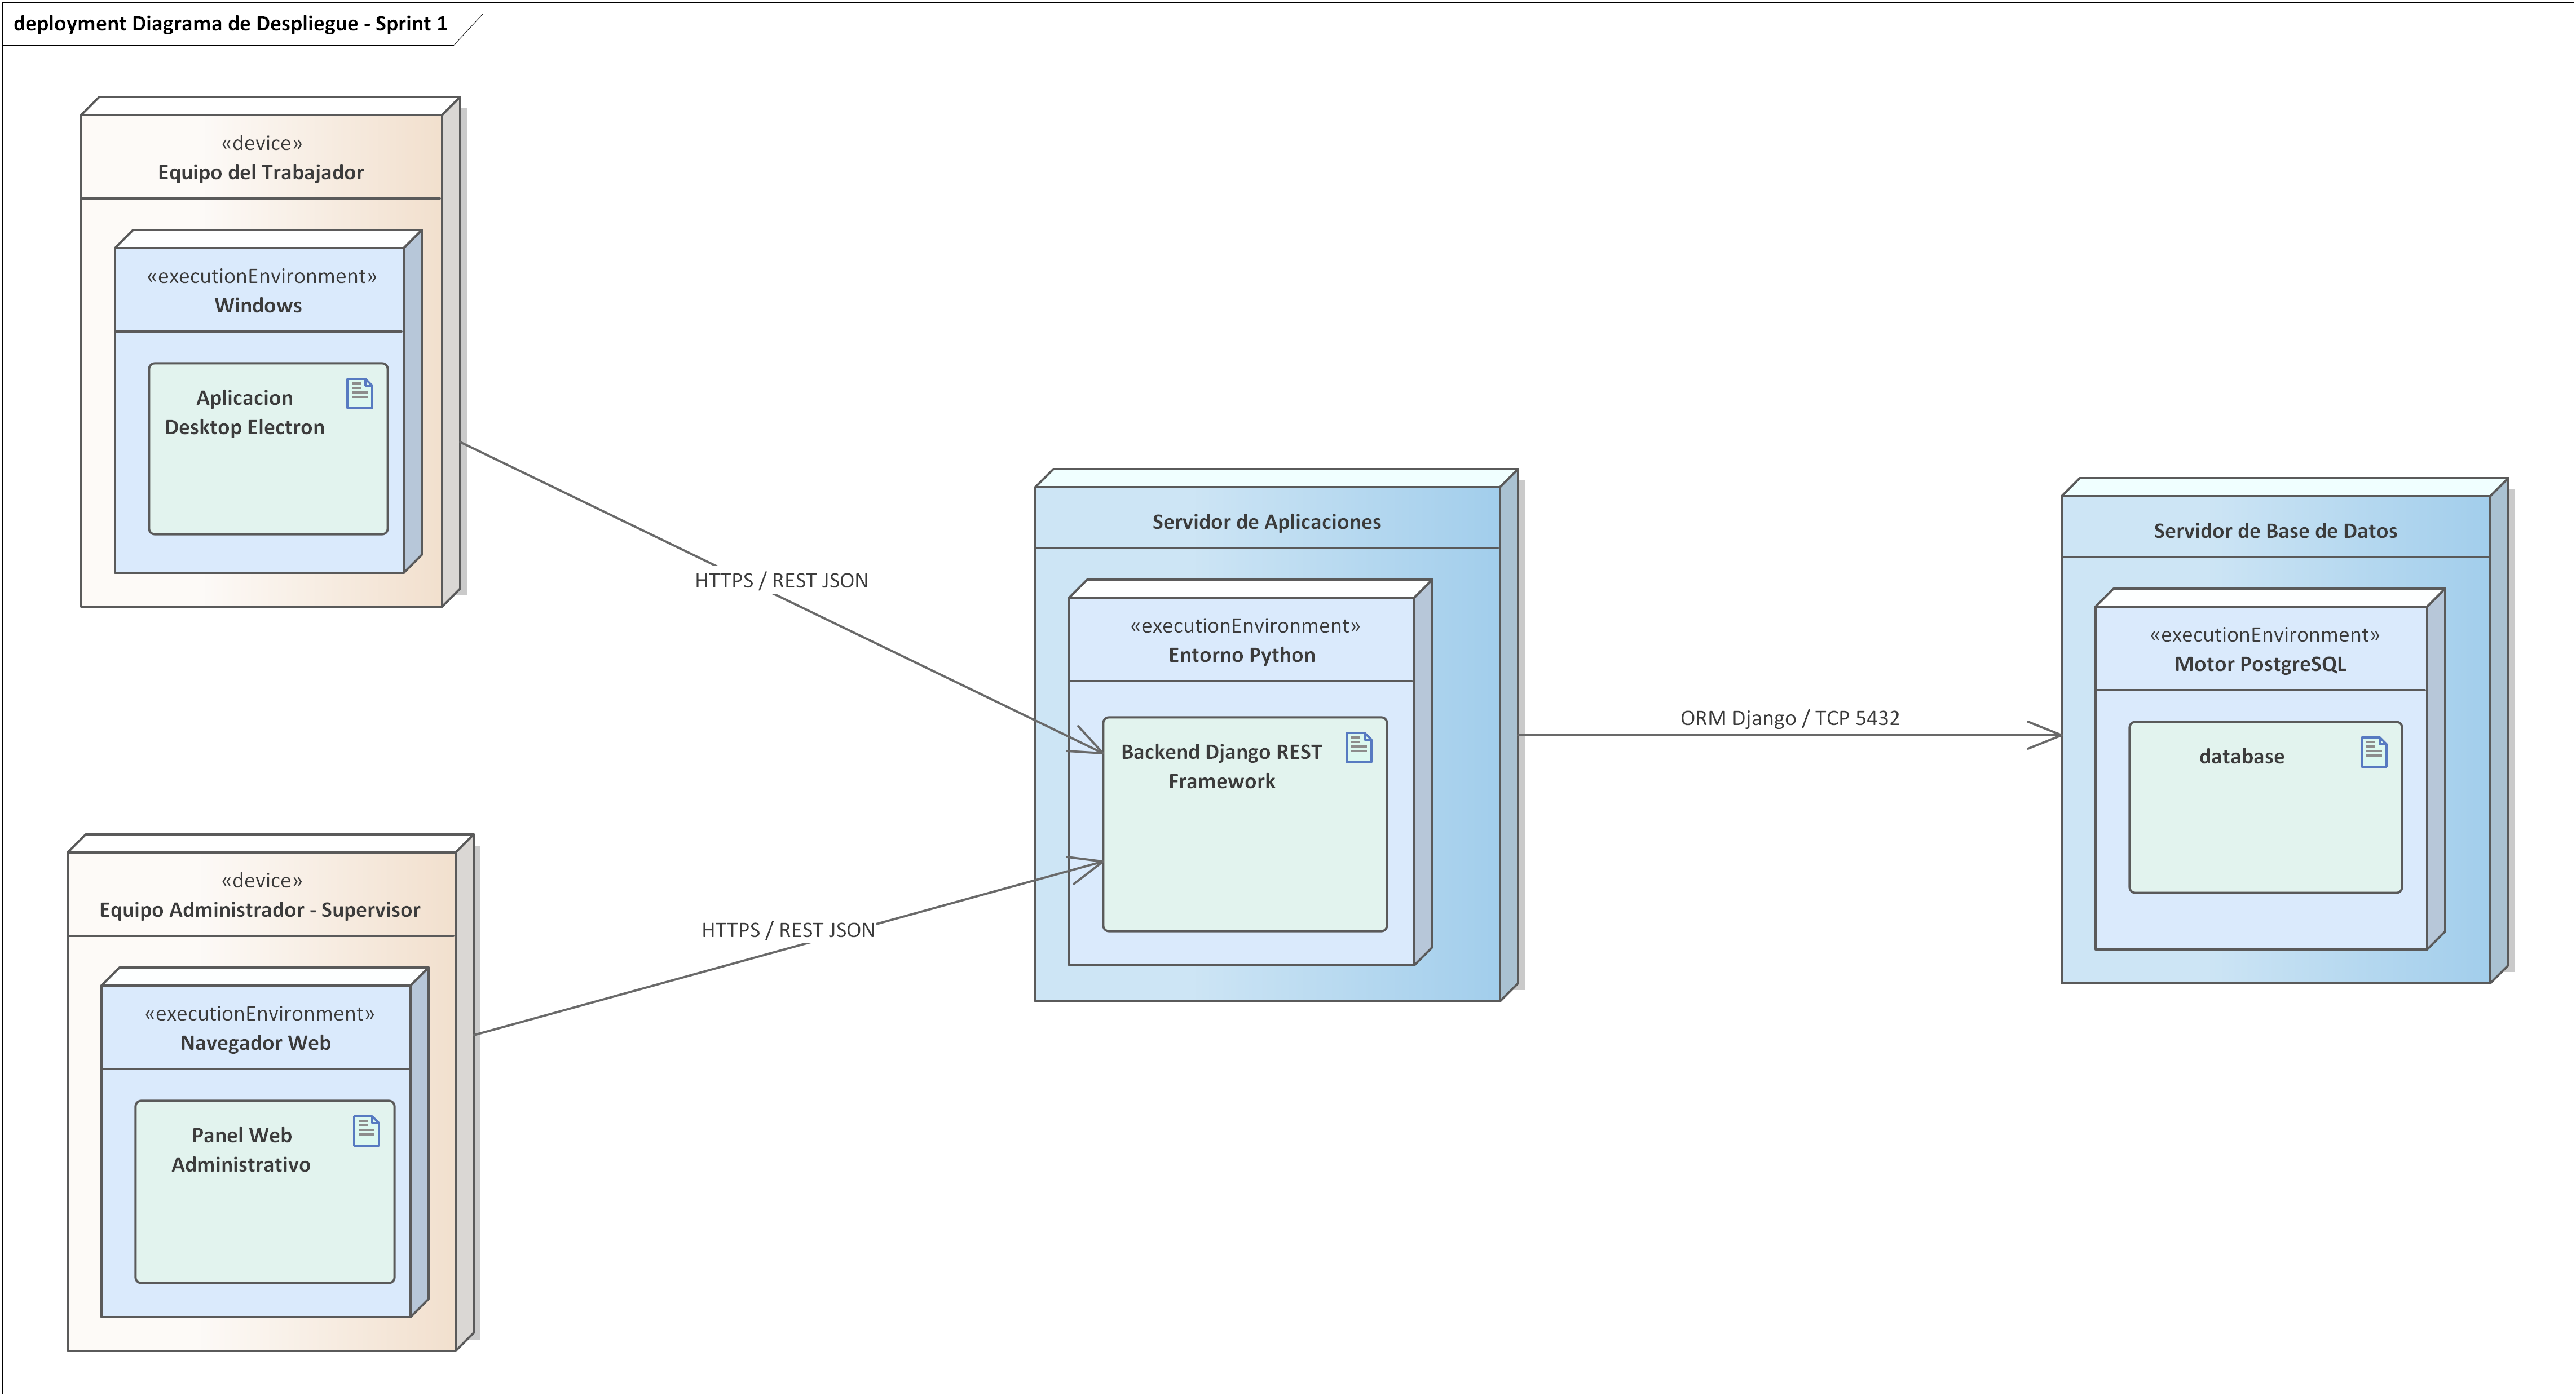 deployment Diagrama de Despliegue - Sprint 1
«device»
Equipo del Trabajador
«executionEnvironment»
Windows
Aplicacion
Desktop Electron
HTTPS / REST JSON
Servidor de Aplicaciones
«executionEnvironment»
Entorno Python
Backend Django REST
Framework
ORM Django / TCP 5432
Servidor de Base de Datos
«executionEnvironment»
Motor PostgreSQL
database
«device»
Equipo Administrador - Supervisor
«executionEnvironment»
Navegador Web
Panel Web
Administrativo
HTTPS / REST JSON